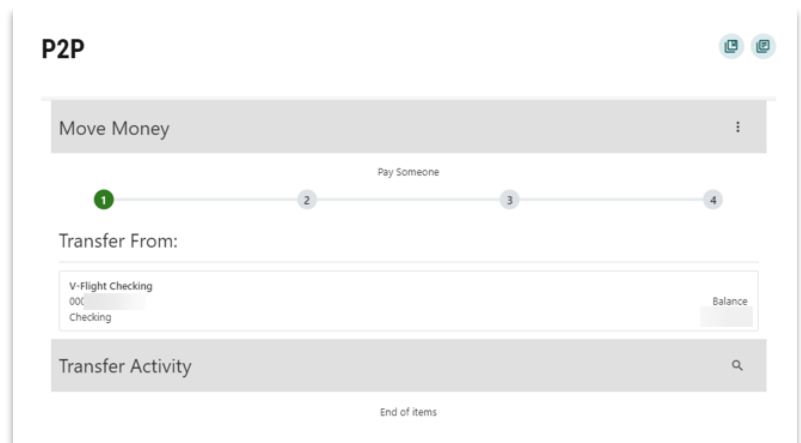 P2P
Move Money
Pay Someone
1 2 3 4
Transfer From:
V-Flight Checking
000
Balance
Checking
Transfer Activity
End of items